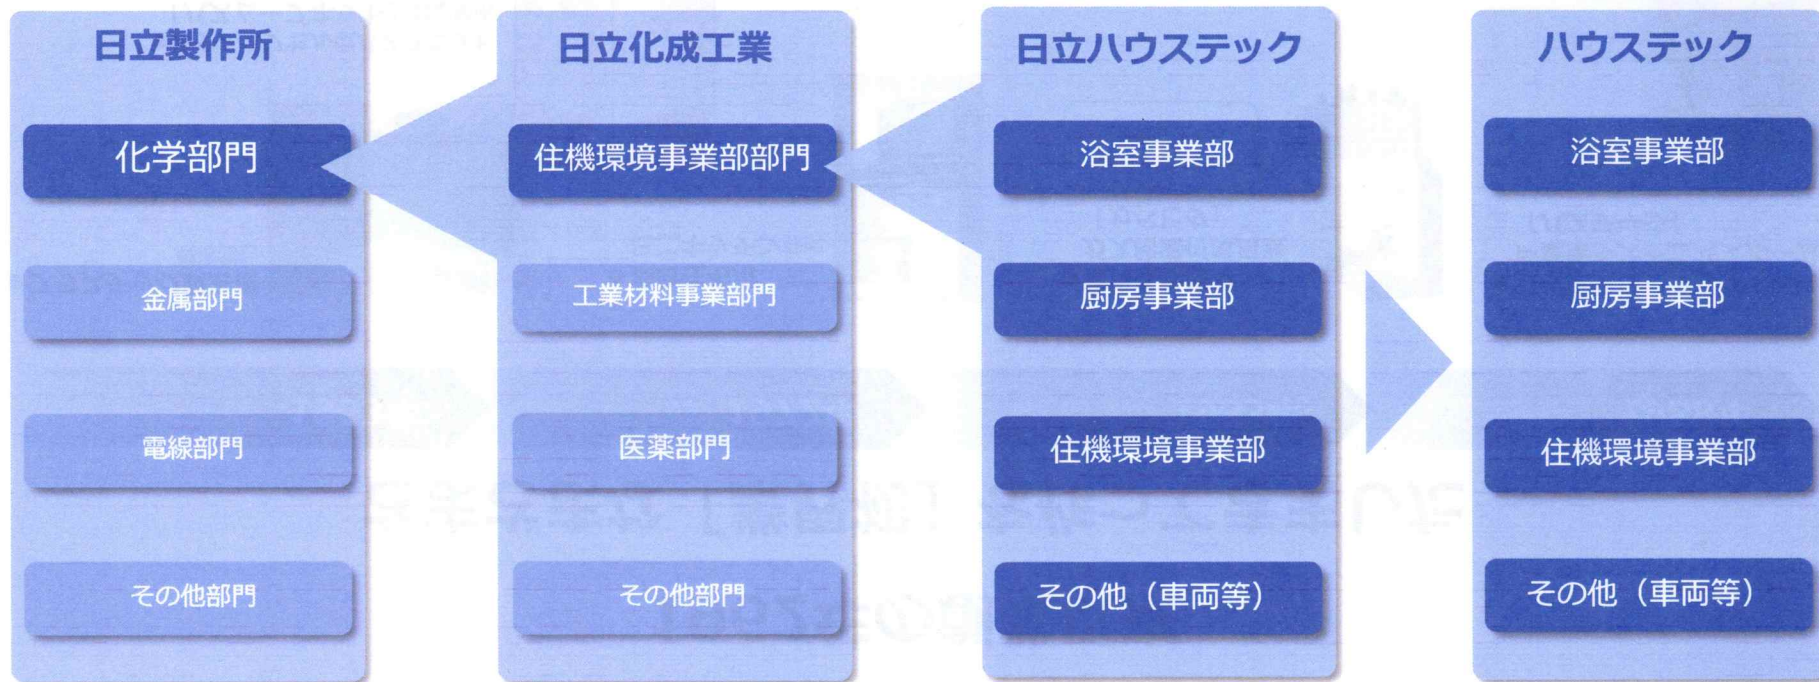 日立製作所
化学部門
金属部門
電線部門
その他部門
日立化成工業
住機環境事業部部門
工業材料事業部門
医薬部門
その他部門
日立ハウステック
浴室事業部
厨房事業部
住機環境事業部
その他（車両等）
ハウステック
浴室事業部
厨房事業部
住機環境事業部
その他（車両等）